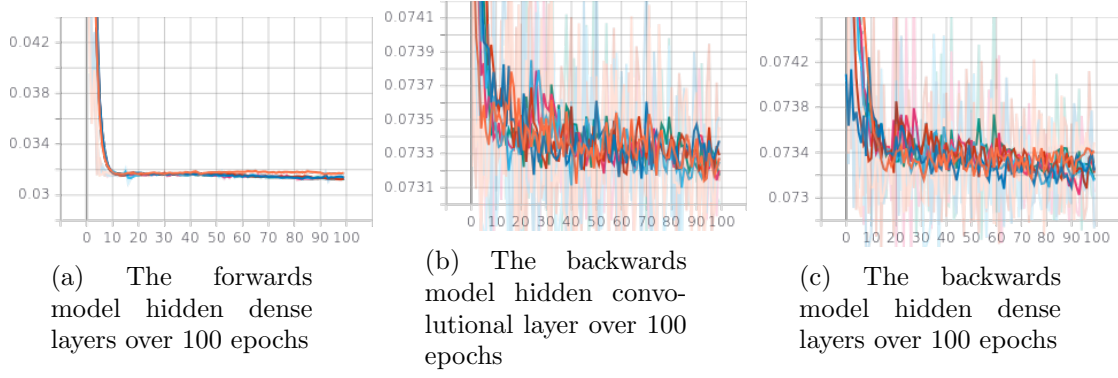 0.042
0.038
0.034
0.03
0 10 20 30 40 50 60 70 80 90 100
(a) The forwards
model hidden dense
layers over 100 epochs
0.0741
0.0739
0.0737
0.0735
0.0733
0.0731
0 10 20 30 40 50 60 70 80 90 100
(b) The backwards
model hidden convo-
lutional layer over 100
epochs
0.0742
0.0738
0.0734
0.073
0 10 20 30 40 50 60 70 80 90 100
(c) The backwards
model hidden dense
layers over 100 epochs